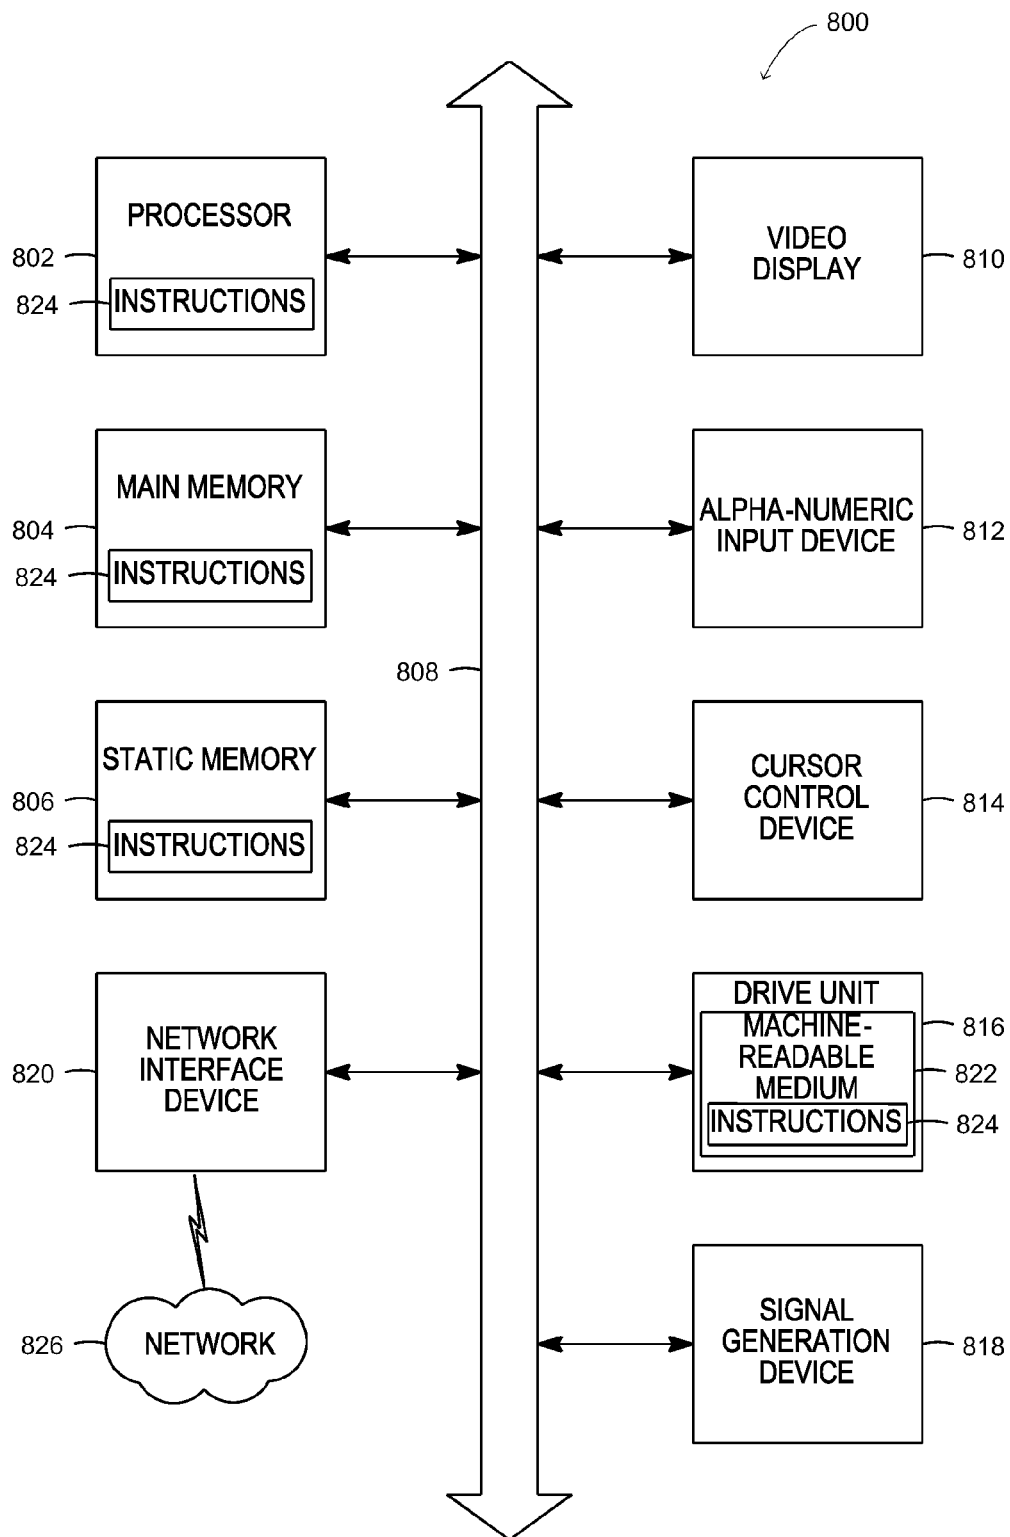 800
PROCESSOR
802
824
INSTRUCTIONS
VIDEO
DISPLAY
810
MAIN MEMORY
804
824
INSTRUCTIONS
ALPHA-NUMERIC
INPUT DEVICE
812
808
STATIC MEMORY
806
824
INSTRUCTIONS
CURSOR
CONTROL
DEVICE
814
NETWORK
INTERFACE
DEVICE
820
DRIVE UNIT
816
MACHINE-
READABLE
MEDIUM
822
INSTRUCTIONS
824
826
NETWORK
SIGNAL
GENERATION
DEVICE
818